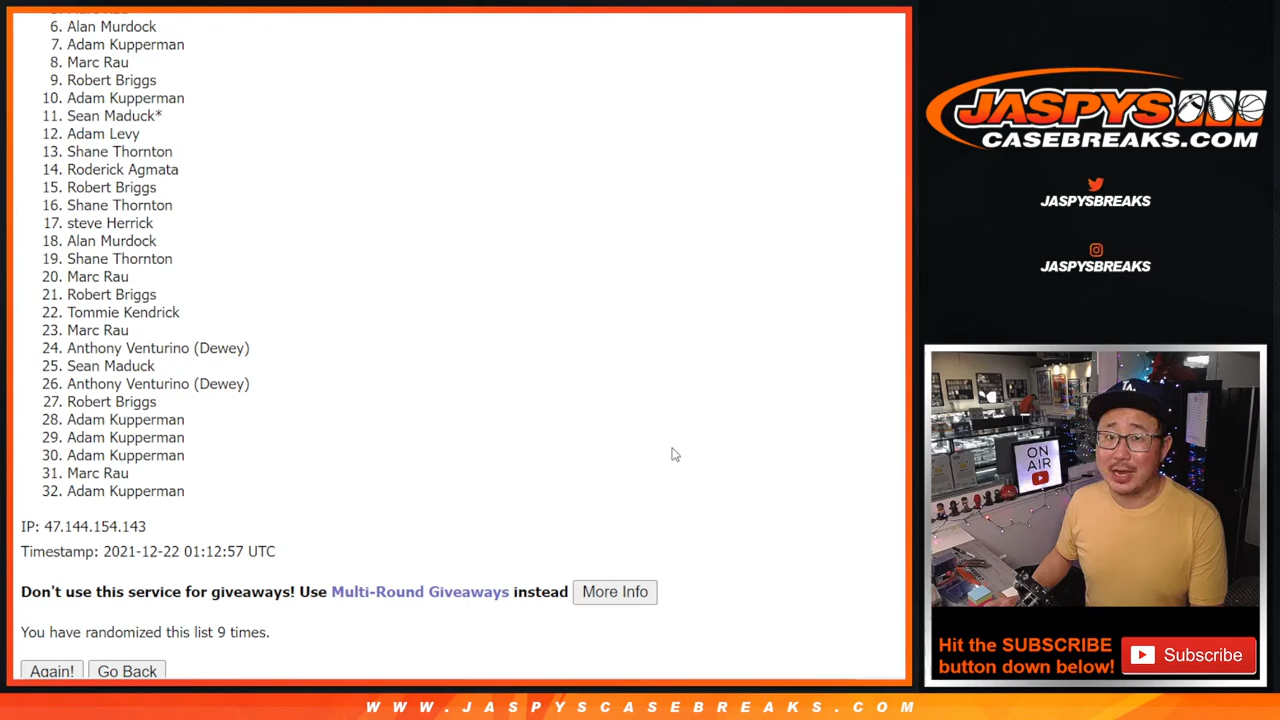 6. Alan Murdock
7. Adam Kupperman
8. Marc Rau
9. Robert Briggs
10. Adam Kupperman
11. Sean Maduck*
12. Adam Levy
13. Shane Thornton
14. Roderick Agmata
15. Robert Briggs
16. Shane Thornton
17. steve Herrick
18. Alan Murdock
19. Shane Thornton
20. Marc Rau
21. Robert Briggs
22. Tommie Kendrick
23. Marc Rau
24. Anthony Venturino (Dewey)
25. Sean Maduck
26. Anthony Venturino (Dewey)
27. Robert Briggs
28. Adam Kupperman
29. Adam Kupperman
30. Adam Kupperman
31. Marc Rau
32. Adam Kupperman
IP: 47.144.154.143
Timestamp: 2021-12-22 01:12:57 UTC
Don't use this service for giveaways! Use Multi-Round Giveaways instead More Info
You have randomized this list 9 times.
Again! Go Back
JASPYS
CASEBREAKS.COM
JASPYSBREAKS
JASPYSBREAKS
ON
AIR
Hit the SUBSCRIBE
button down below!
Subscribe
WWW.JASPYSCASEBREAKS.COM